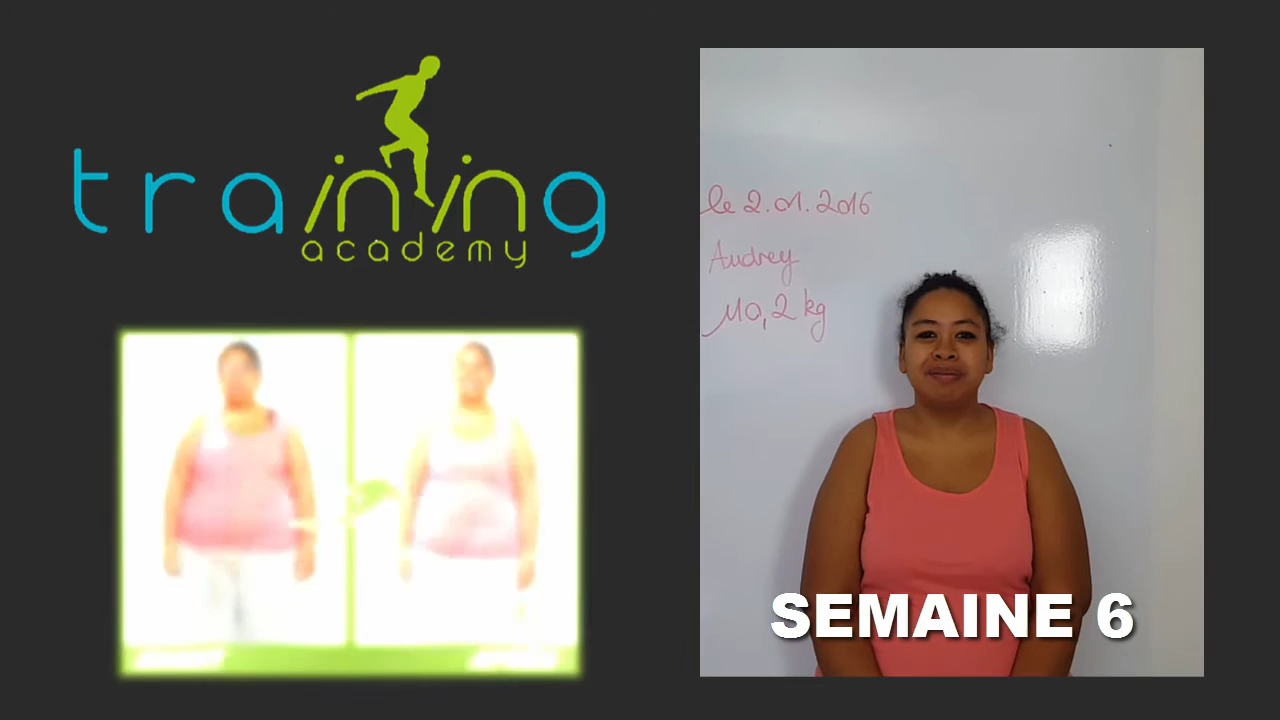 training
academy
le 2.01.2016
Audrey
110,2 kg
SEMAINE 6